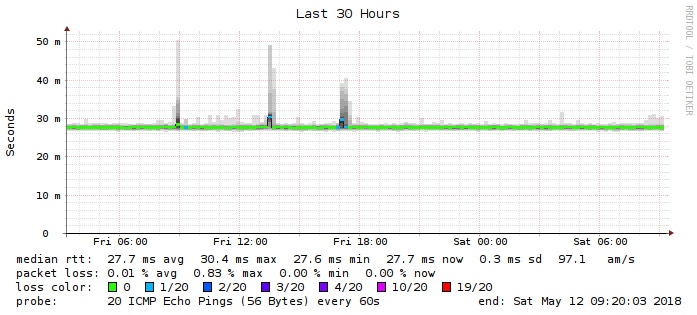 Last 30 Hours
RRDTOOL / TOBI OETIKER
Seconds
50 m
40 m
30 m
20 m
10 m
0
Fri 06:00 Fri 12:00 Fri 18:00 Sat 00:00 Sat 06:00
median rtt: 27.7 ms avg 30.4 ms max 27.6 ms min 27.7 ms now 0.3 ms sd 97.1 am/s
packet loss: 0.01 % avg 0.83 % max 0.00 % min 0.00 % now
loss color: 0 1/20 2/20 3/20 4/20 10/20 19/20
probe: 20 ICMP Echo Pings (56 Bytes) every 60s end: Sat May 12 09:20:03 2018